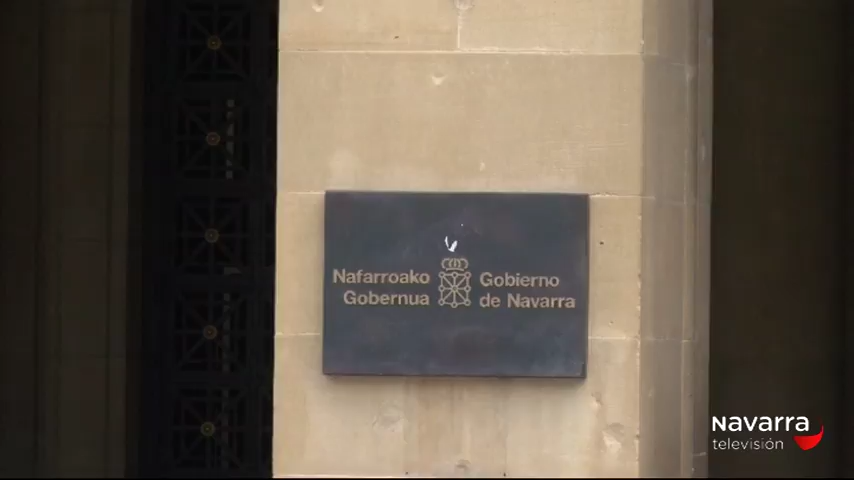 Nafarroako
Gobernua
Gobierno
de Navarra
Navarra
televisión